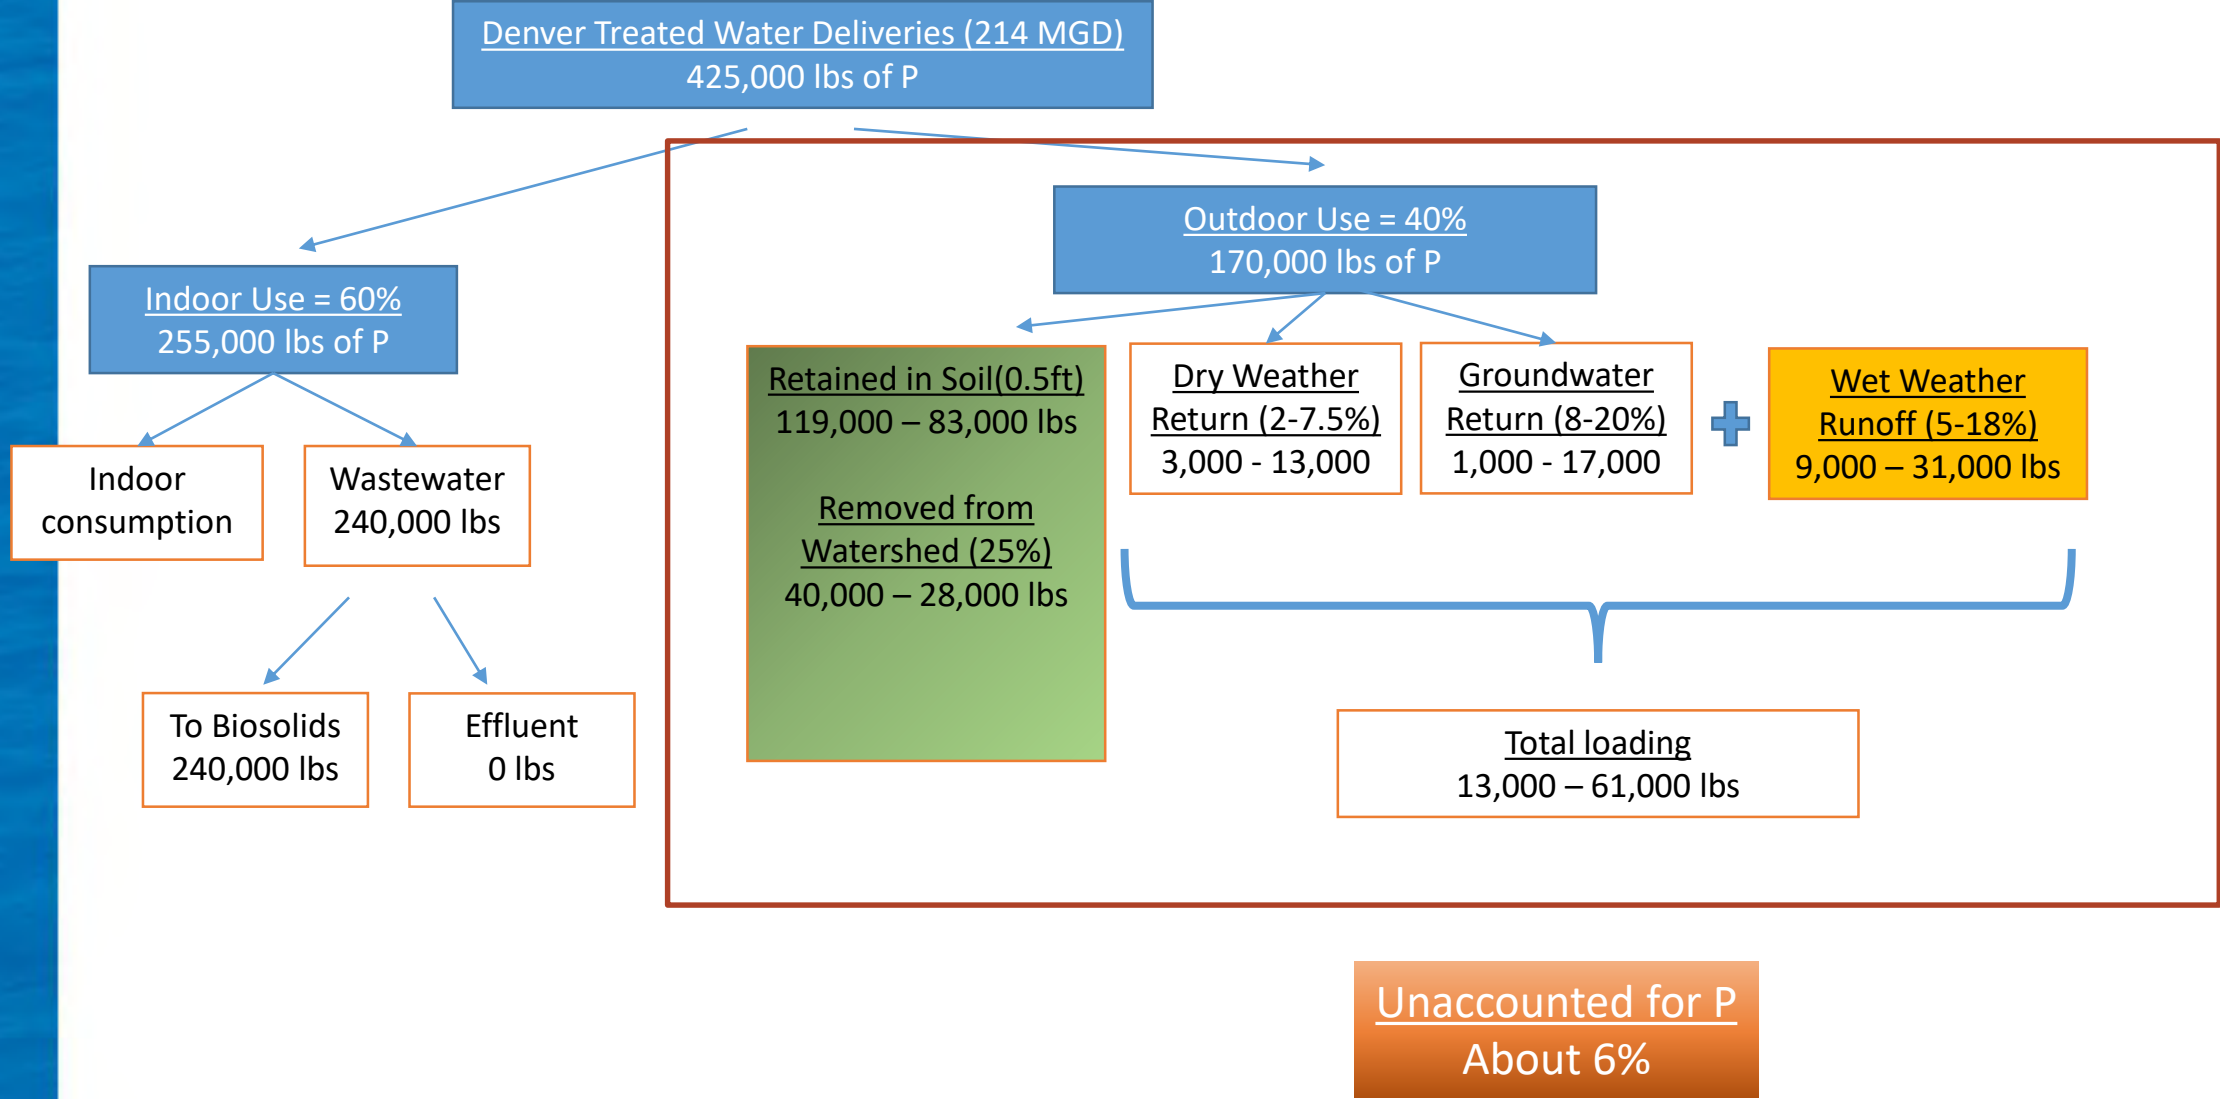 Denver Treated Water Deliveries (214 MGD)
425,000 lbs of P
Outdoor Use = 40%
170,000 lbs of P
Indoor Use = 60%
255,000 lbs of P
Retained in Soil(0.5ft)
119,000 – 83,000 lbs
Removed from
Watershed (25%)
40,000 – 28,000 lbs
Dry Weather
Return (2-7.5%)
3,000 - 13,000
Groundwater
Return (8-20%)
1,000 - 17,000
Wet Weather
Runoff (5-18%)
9,000 – 31,000 lbs
Indoor
consumption
Wastewater
240,000 lbs
To Biosolids
240,000 lbs
Effluent
0 lbs
Total loading
13,000 – 61,000 lbs
Unaccounted for P
About 6%